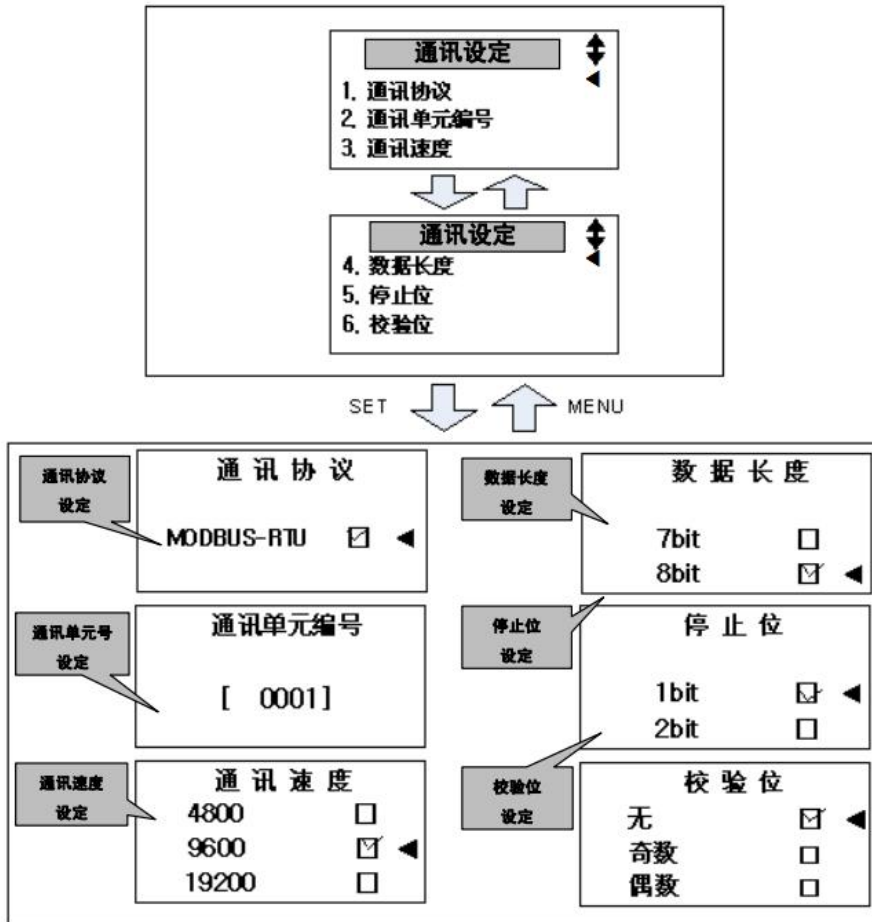 通讯设定
1. 通讯协议
2. 通讯单元编号
3. 通讯速度
通讯设定
4. 数据长度
5. 停止位
6. 校验位
SET
MENU
通讯协议
设定
通讯协议
MODBUS-RTU
通讯单元号
设定
通讯单元编号
[ 0001]
通讯速度
设定
通讯速度
4800
9600
19200
数据长度
设定
数据长度
7bit
8bit
停止位
设定
停止位
1bit
2bit
校验位
设定
校验位
无
奇数
偶数